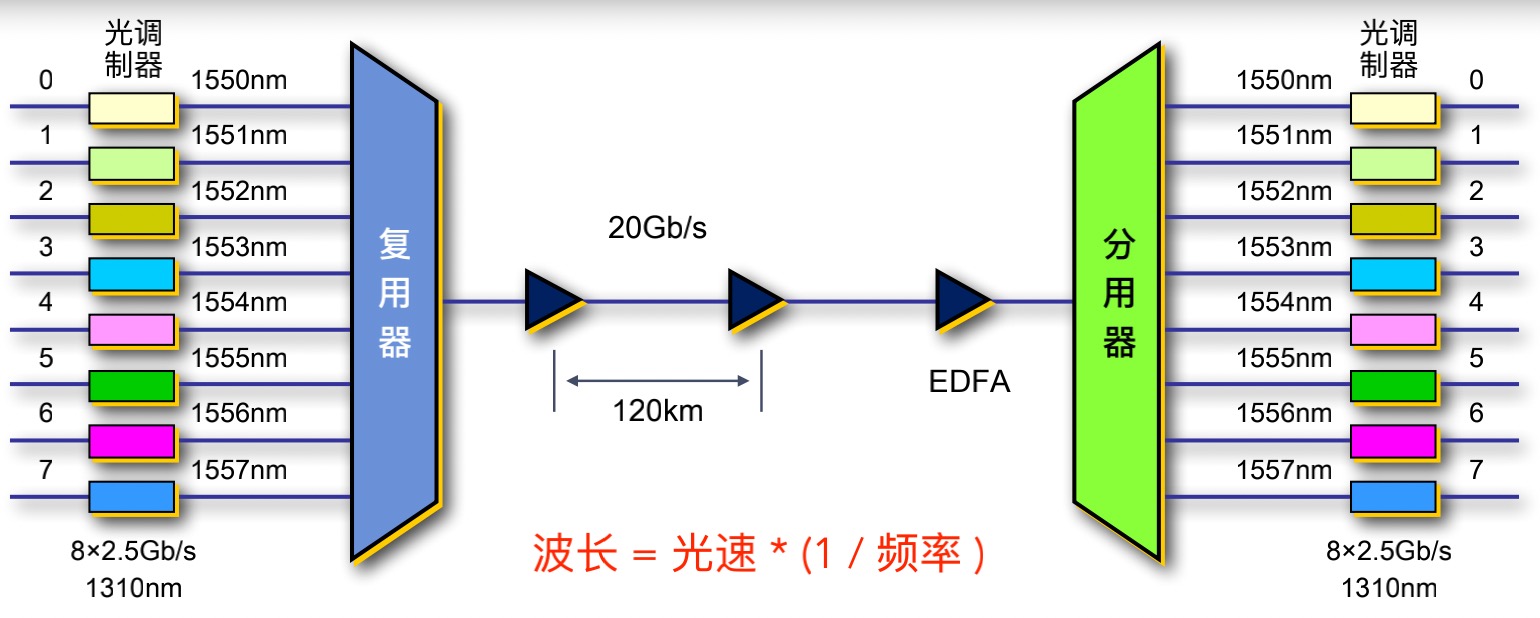 光调
制器
0
1550nm
1
1551nm
2
1552nm
3
1553nm
4
1554nm
5
1555nm
6
1556nm
7
1557nm
8×2.5Gb/s
1310nm
复
用
器
20Gb/s
120km
EDFA
波长 = 光速 * (1 / 频率 )
分
用
器
光调
制器
1550nm
0
1551nm
1
1552nm
2
1553nm
3
1554nm
4
1555nm
5
1556nm
6
1557nm
7
8×2.5Gb/s
1310nm